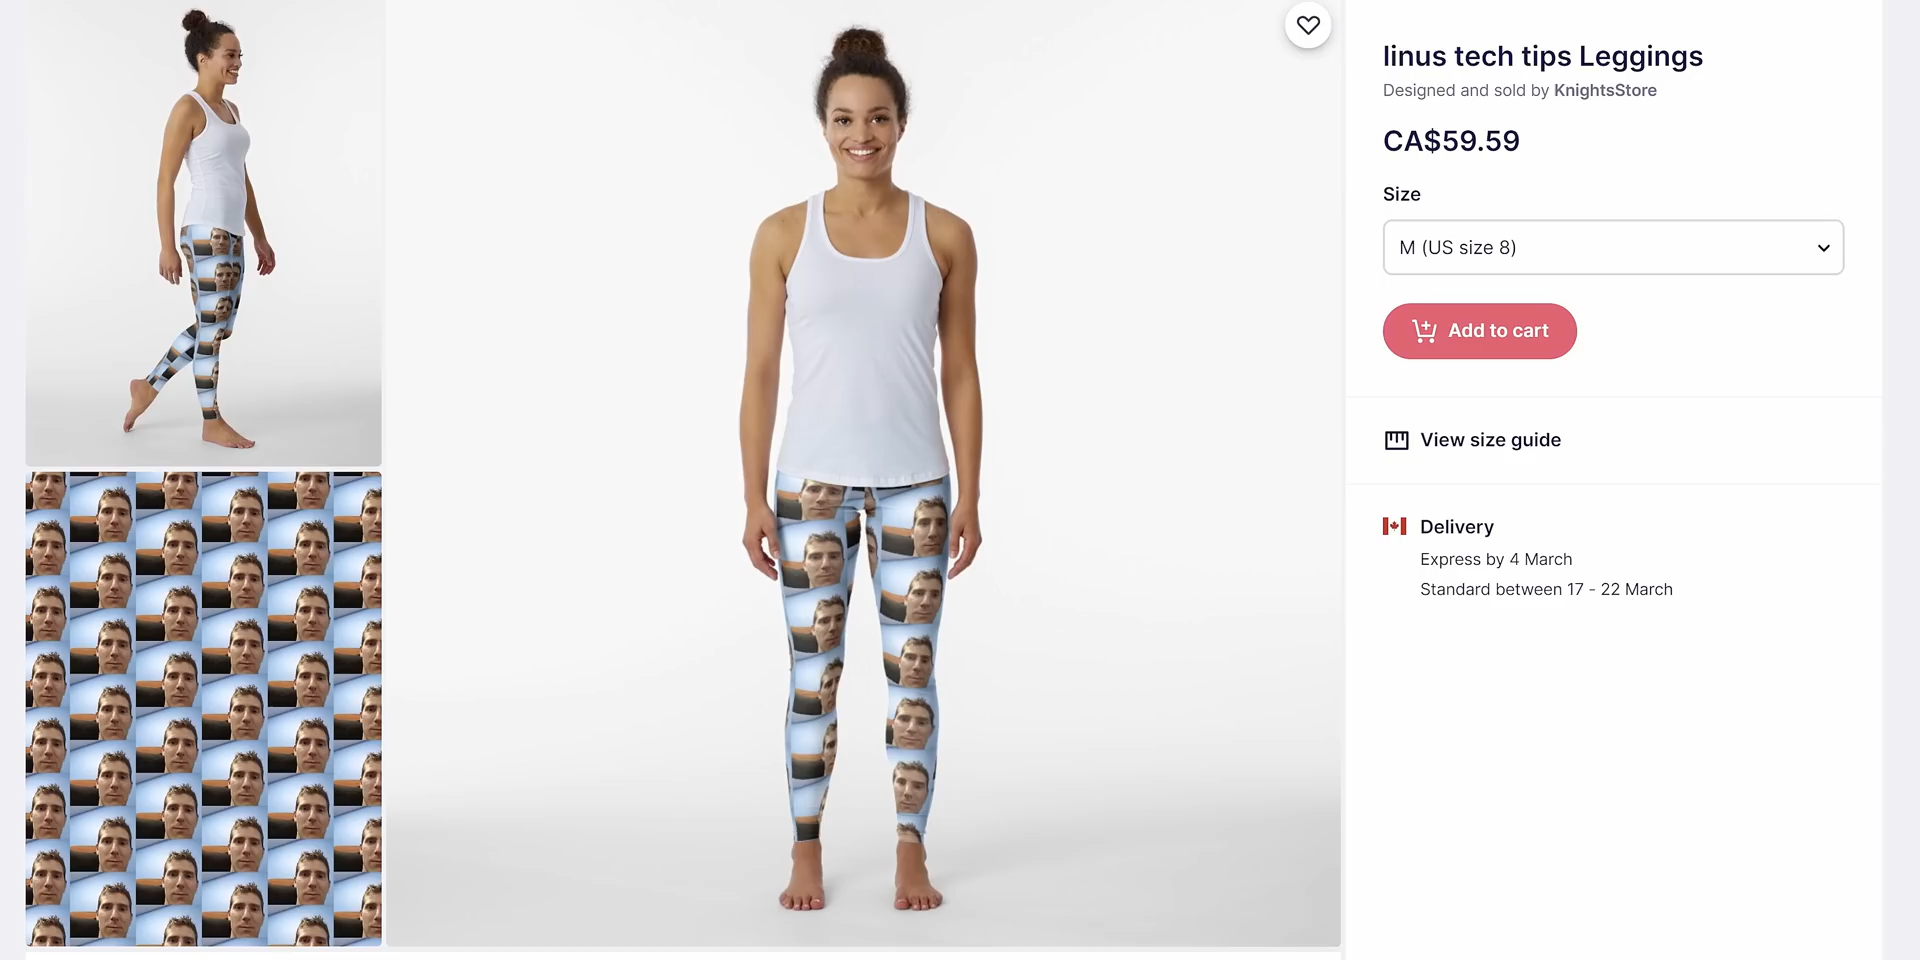 linus tech tips Leggings
Designed and sold by KnightsStore
CA$59.59
Size
M (US size 8)
Add to cart
View size guide
Delivery
Express by 4 March
Standard between 17 - 22 March